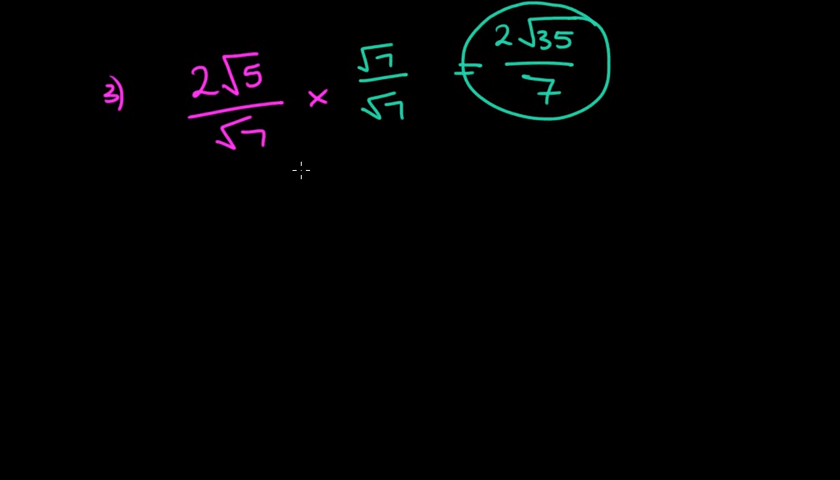 3) 2√5/√7 × √7/√7 = 2√35/7